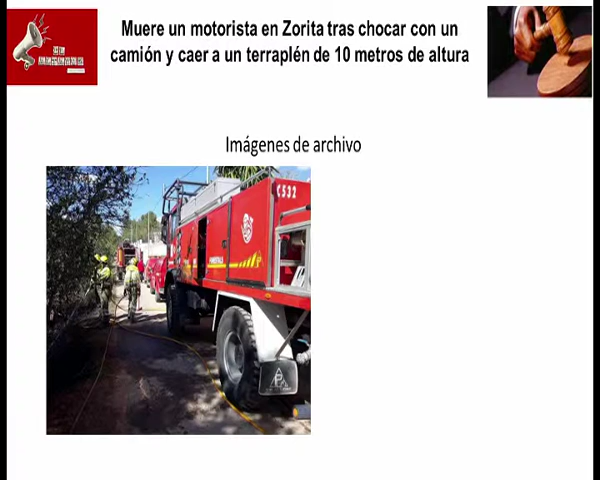 Muere un motorista en Zorita tras chocar con un
camión y caer a un terraplén de 10 metros de altura
Imágenes de archivo
C532